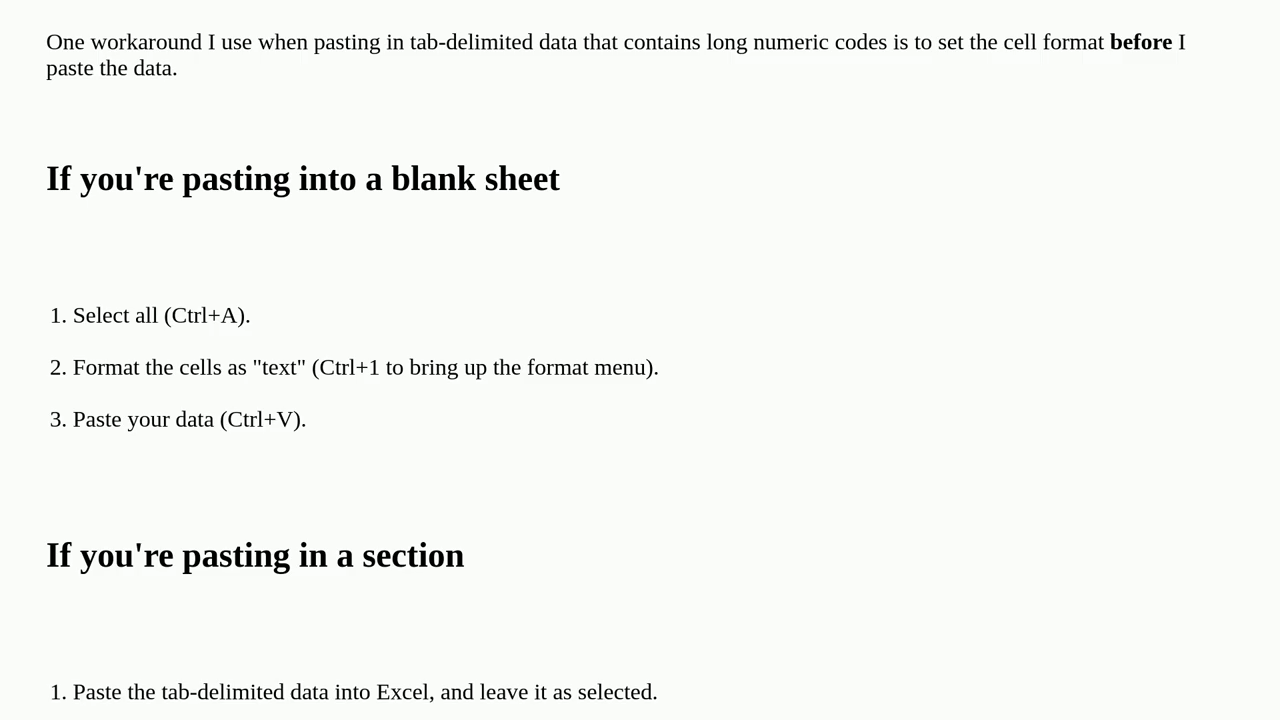 One workaround I use when pasting in tab-delimited data that contains long numeric codes is to set the cell format before I
paste the data.
If you're pasting into a blank sheet
1. Select all (Ctrl+A).
2. Format the cells as "text" (Ctrl+1 to bring up the format menu).
3. Paste your data (Ctrl+V).
If you're pasting in a section
1. Paste the tab-delimited data into Excel, and leave it as selected.